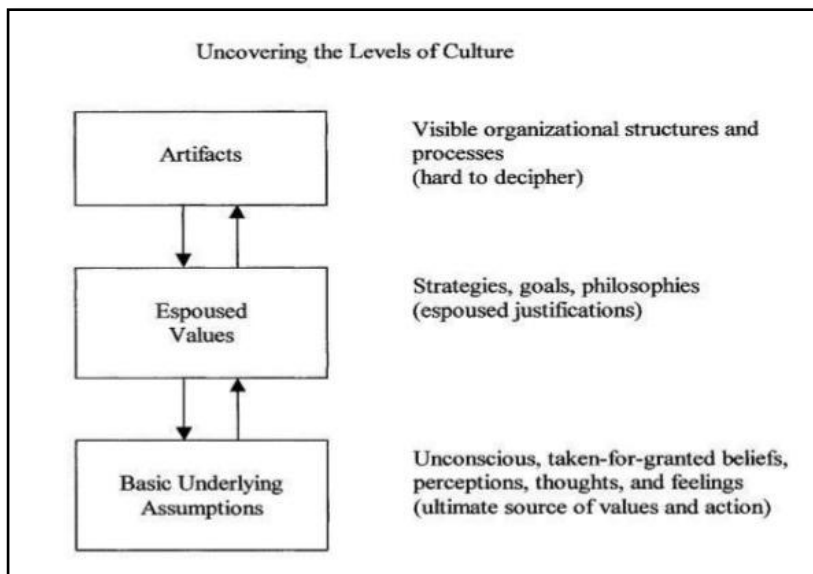 Uncovering the Levels of Culture
Artifacts
Visible organizational structures and
processes
(hard to decipher)
Espoused
Values
Strategies, goals, philosophies
(espoused justifications)
Basic Underlying
Assumptions
Unconscious, taken-for-granted beliefs,
perceptions, thoughts, and feelings
(ultimate source of values and action)